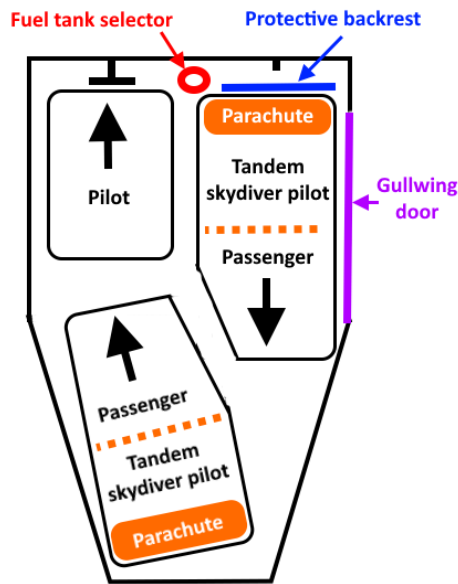 Fuel tank selector
Protective backrest
Parachute
Pilot
Tandem
skydiver pilot
Passenger
Gullwing
door
Passenger
Tandem
skydiver pilot
Parachute